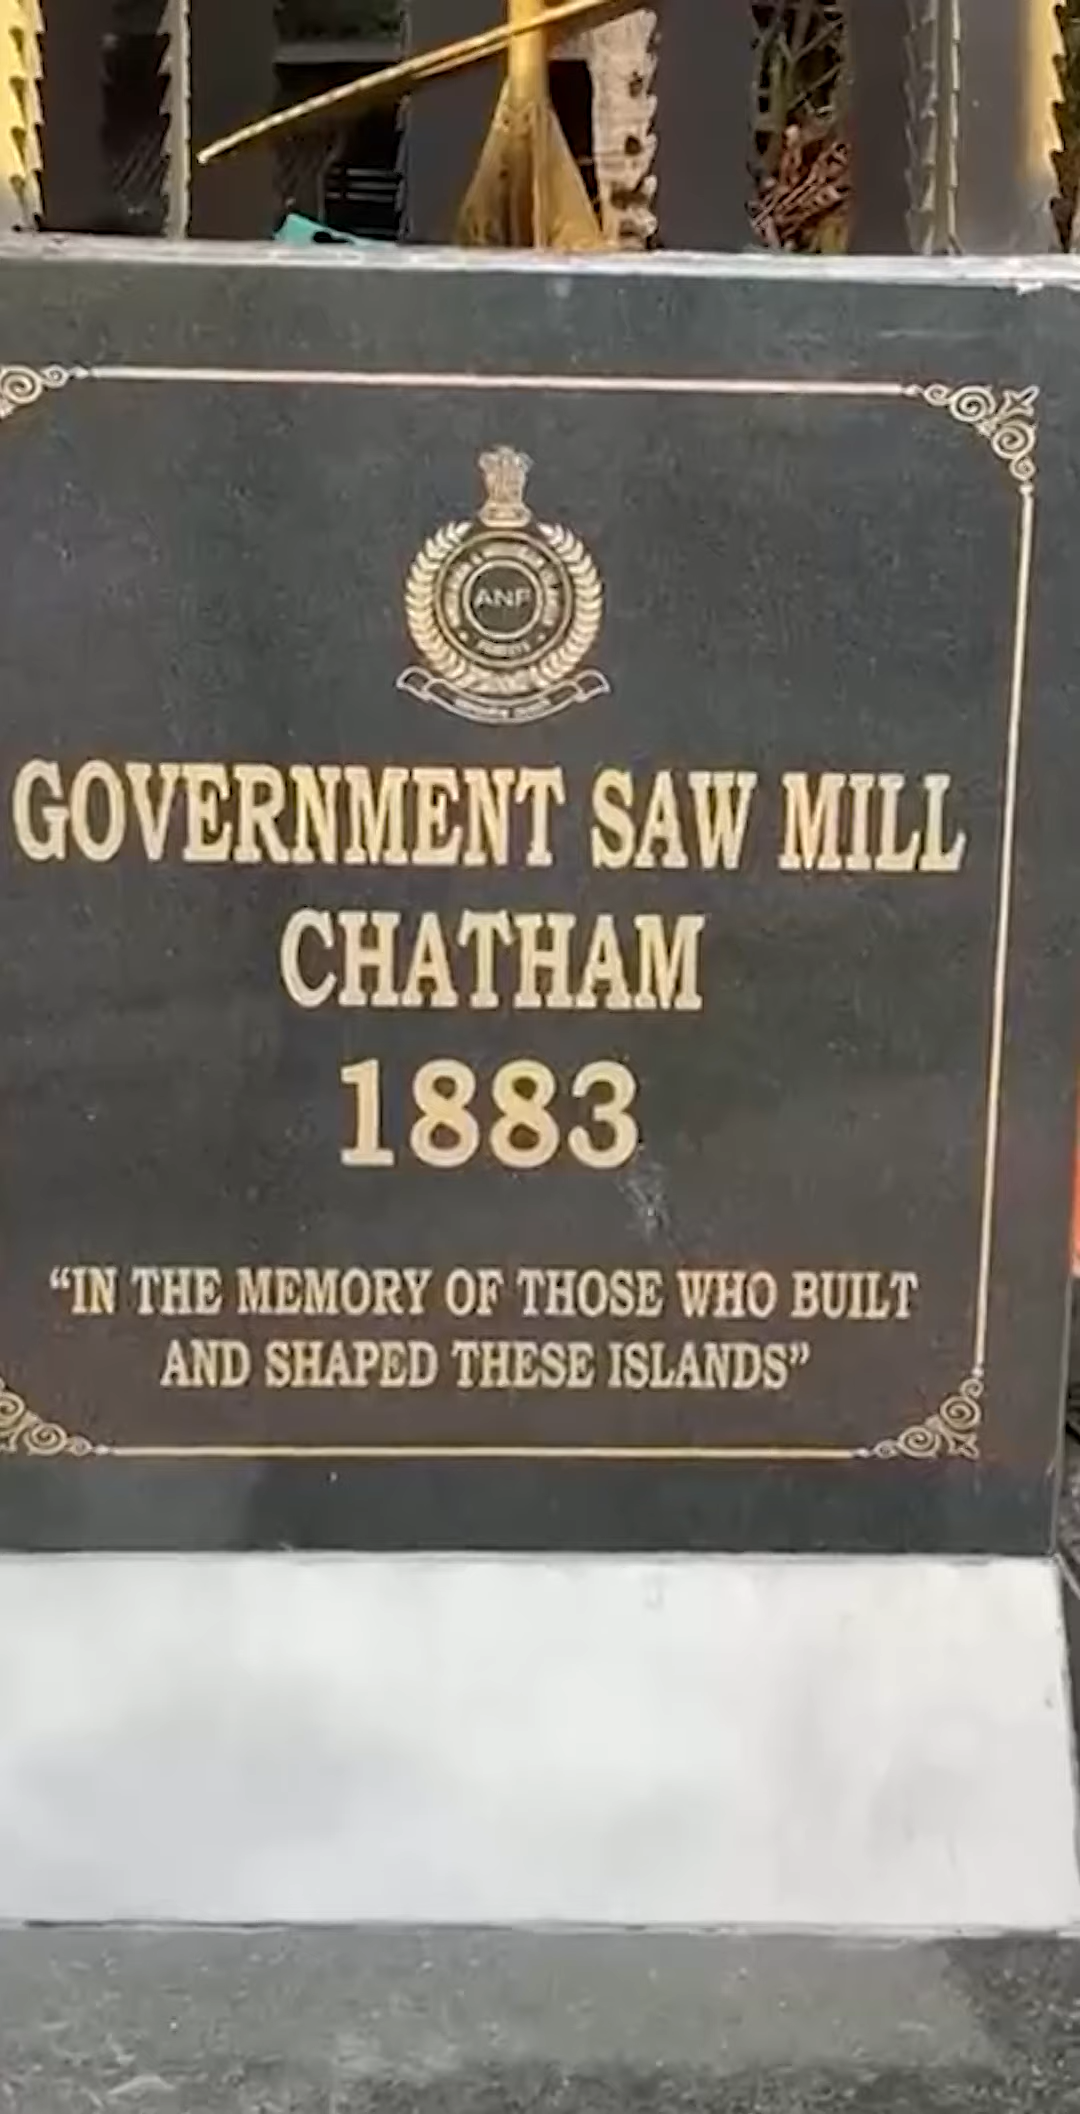 ANF
GOVERNMENT SAW MILL
CHATHAM
1883
“IN THE MEMORY OF THOSE WHO BUILT
AND SHAPED THESE ISLANDS”